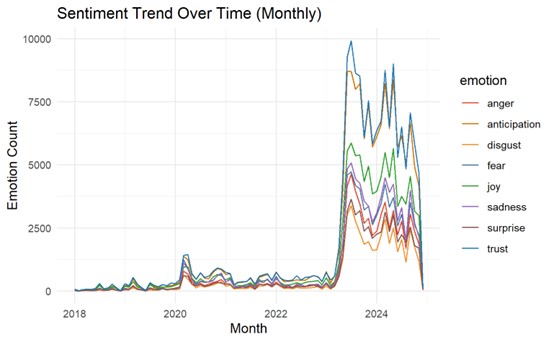 Sentiment Trend Over Time (Monthly)
10000
7500
5000
2500
0
Emotion Count
2018
2020
2022
2024
Month
emotion
anger
anticipation
disgust
fear
joy
sadness
surprise
trust